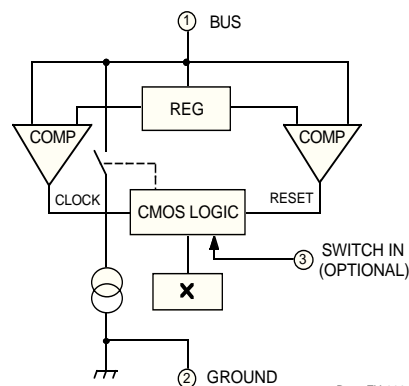 1 BUS
REG
COMP
COMP
CLOCK
RESET
CMOS LOGIC
3 SWITCH IN
(OPTIONAL)
X
2 GROUND